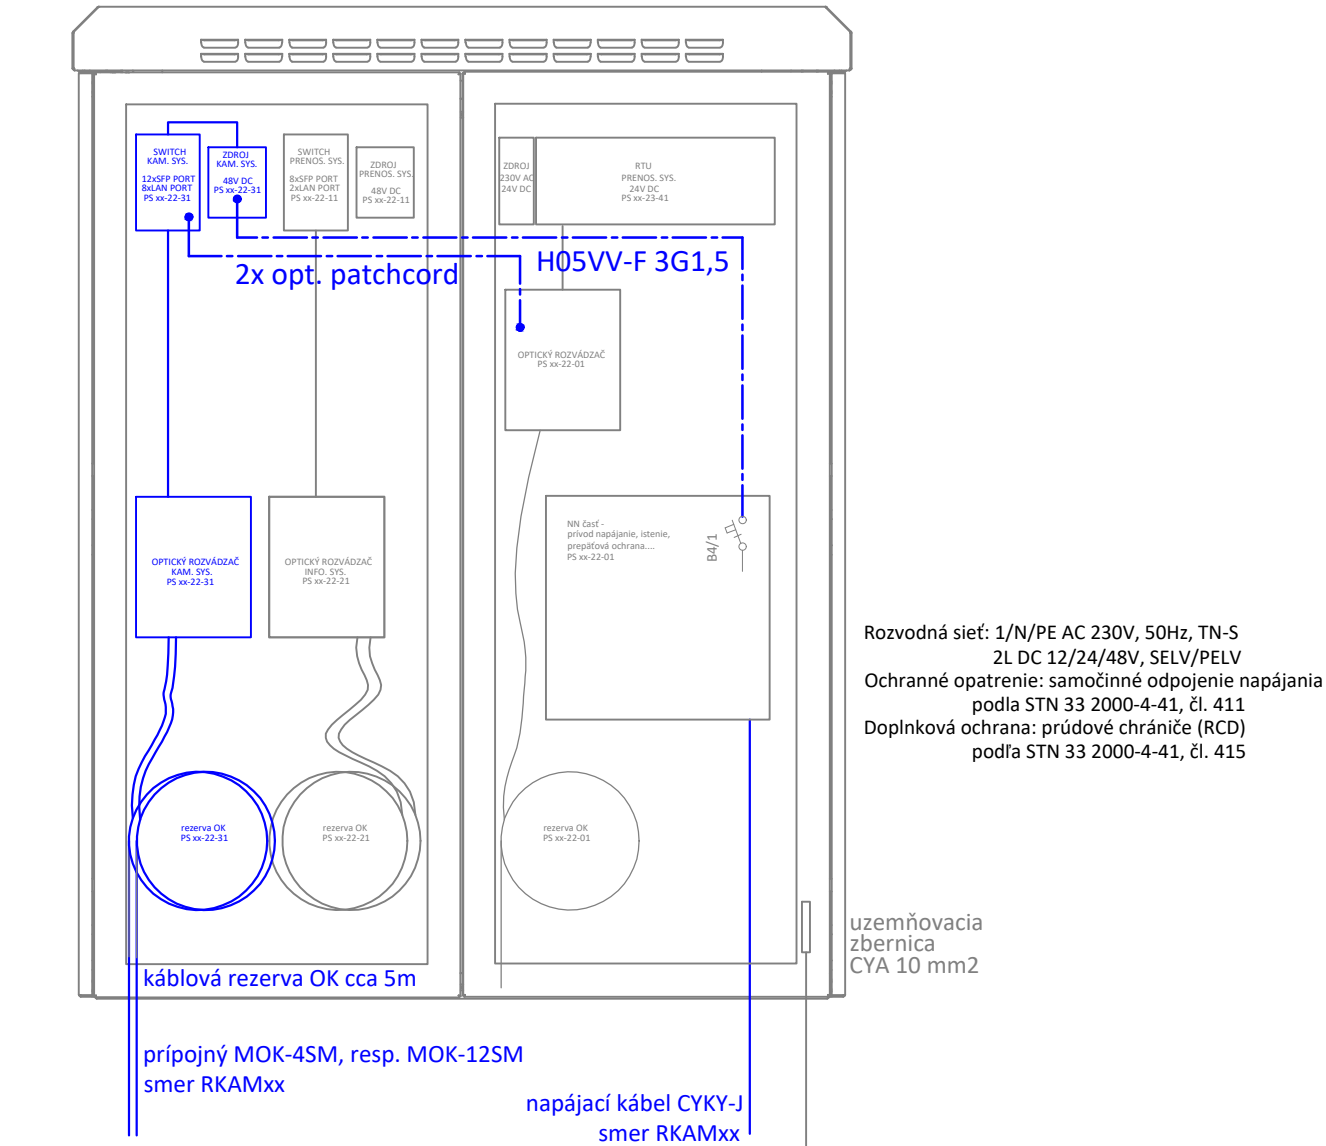 SWITCH
KAM. SYS.
12xSFP PORT
8xLAN PORT
PS xx-22-31
ZDROJ
KAM. SYS.
48V DC
PS xx-22-31
SWITCH
PRENOS. SYS.
8xSFP PORT
2xLAN PORT
PS xx-22-11
ZDROJ
PRENOS. SYS.
48V DC
PS xx-22-11
ZDROJ
230V AC
24V DC
RTU
PRENOS. SYS.
24V DC
PS xx-23-41
2x opt. patchcord
H05VV-F 3G1,5
OPTICKÝ ROZVÁDZAČ
PS xx-22-01
NN časť -
prívod napájanie, istenie,
prepäťová ochrana....
PS xx-22-01
B4/1
OPTICKÝ ROZVÁDZAČ
KAM. SYS.
PS xx-22-31
OPTICKÝ ROZVÁDZAČ
INFO. SYS.
PS xx-22-21
Rozvodná sieť: 1/N/PE AC 230V, 50Hz, TN-S
2L DC 12/24/48V, SELV/PELV
Ochranné opatrenie: samočinné odpojenie napájania
podla STN 33 2000-4-41, čl. 411
Doplnková ochrana: prúdové chrániče (RCD)
podľa STN 33 2000-4-41, čl. 415
rezerva OK
PS xx-22-31
rezerva OK
PS xx-22-21
rezerva OK
PS xx-22-01
uzemňovacia
zbernica
CYA 10 mm2
káblová rezerva OK cca 5m
prípojný MOK-4SM, resp. MOK-12SM
smer RKAMxx
napájací kábel CYKY-J
smer RKAMxx